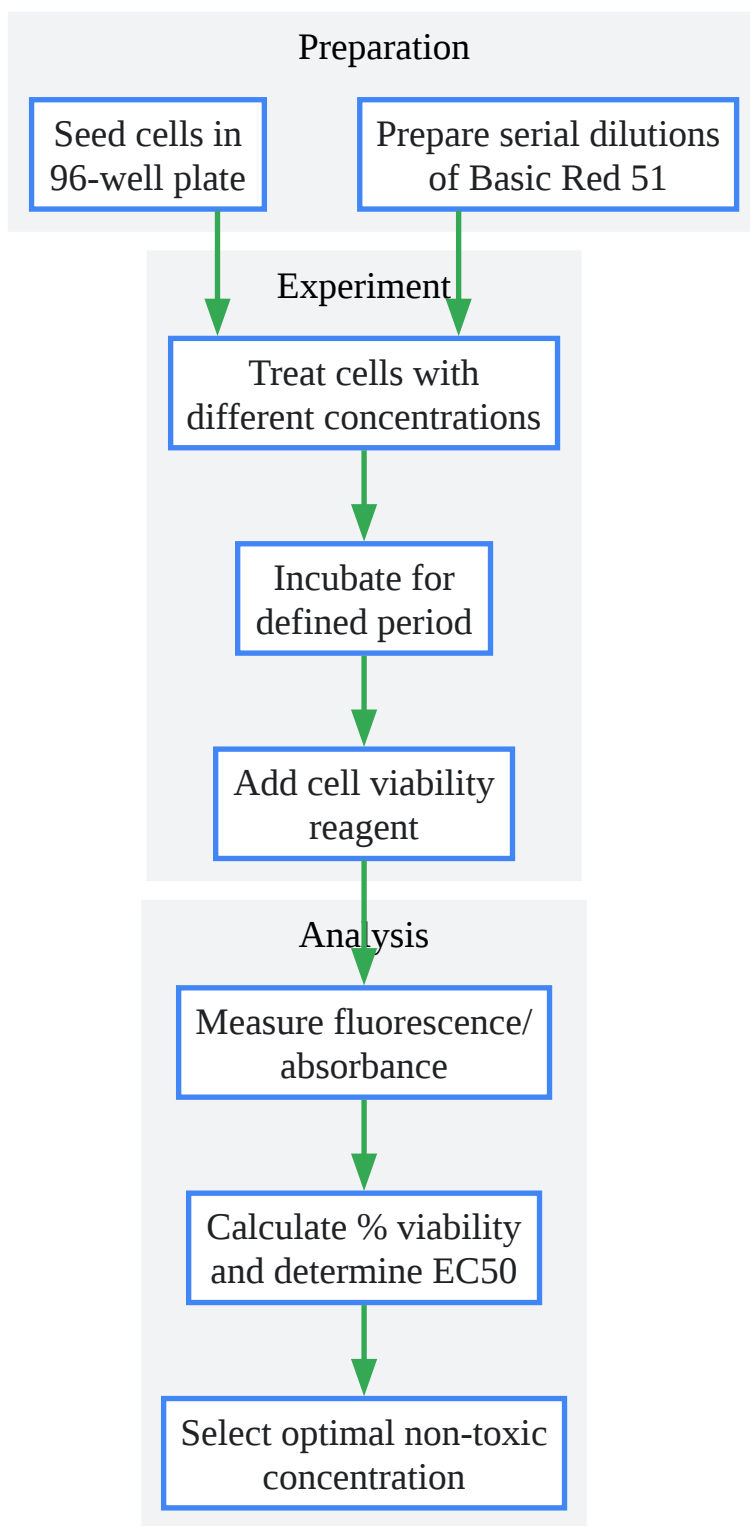 Preparation
Seed cells in
96-well plate
Prepare serial dilutions
of Basic Red 51
Experiment
Treat cells with
different concentrations
Incubate for
defined period
Add cell viability
reagent
Analysis
Measure fluorescence/
absorbance
Calculate % viability
and determine EC50
Select optimal non-toxic
concentration